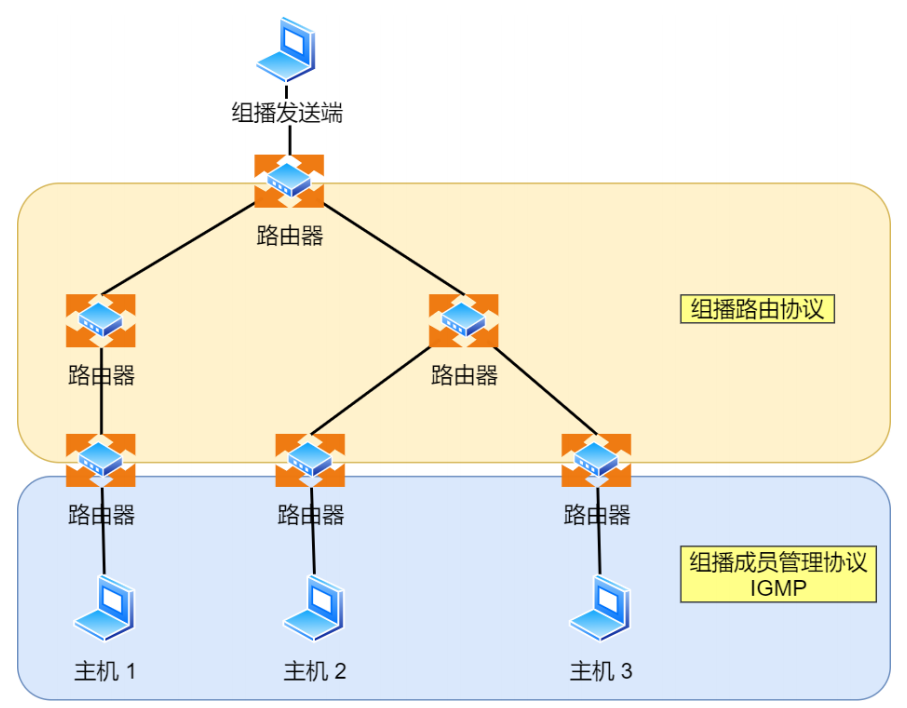 组播发送端
路由器
组播路由协议
路由器
路由器
路由器
路由器
路由器
组播成员管理协议
IGMP
主机 1
主机 2
主机 3